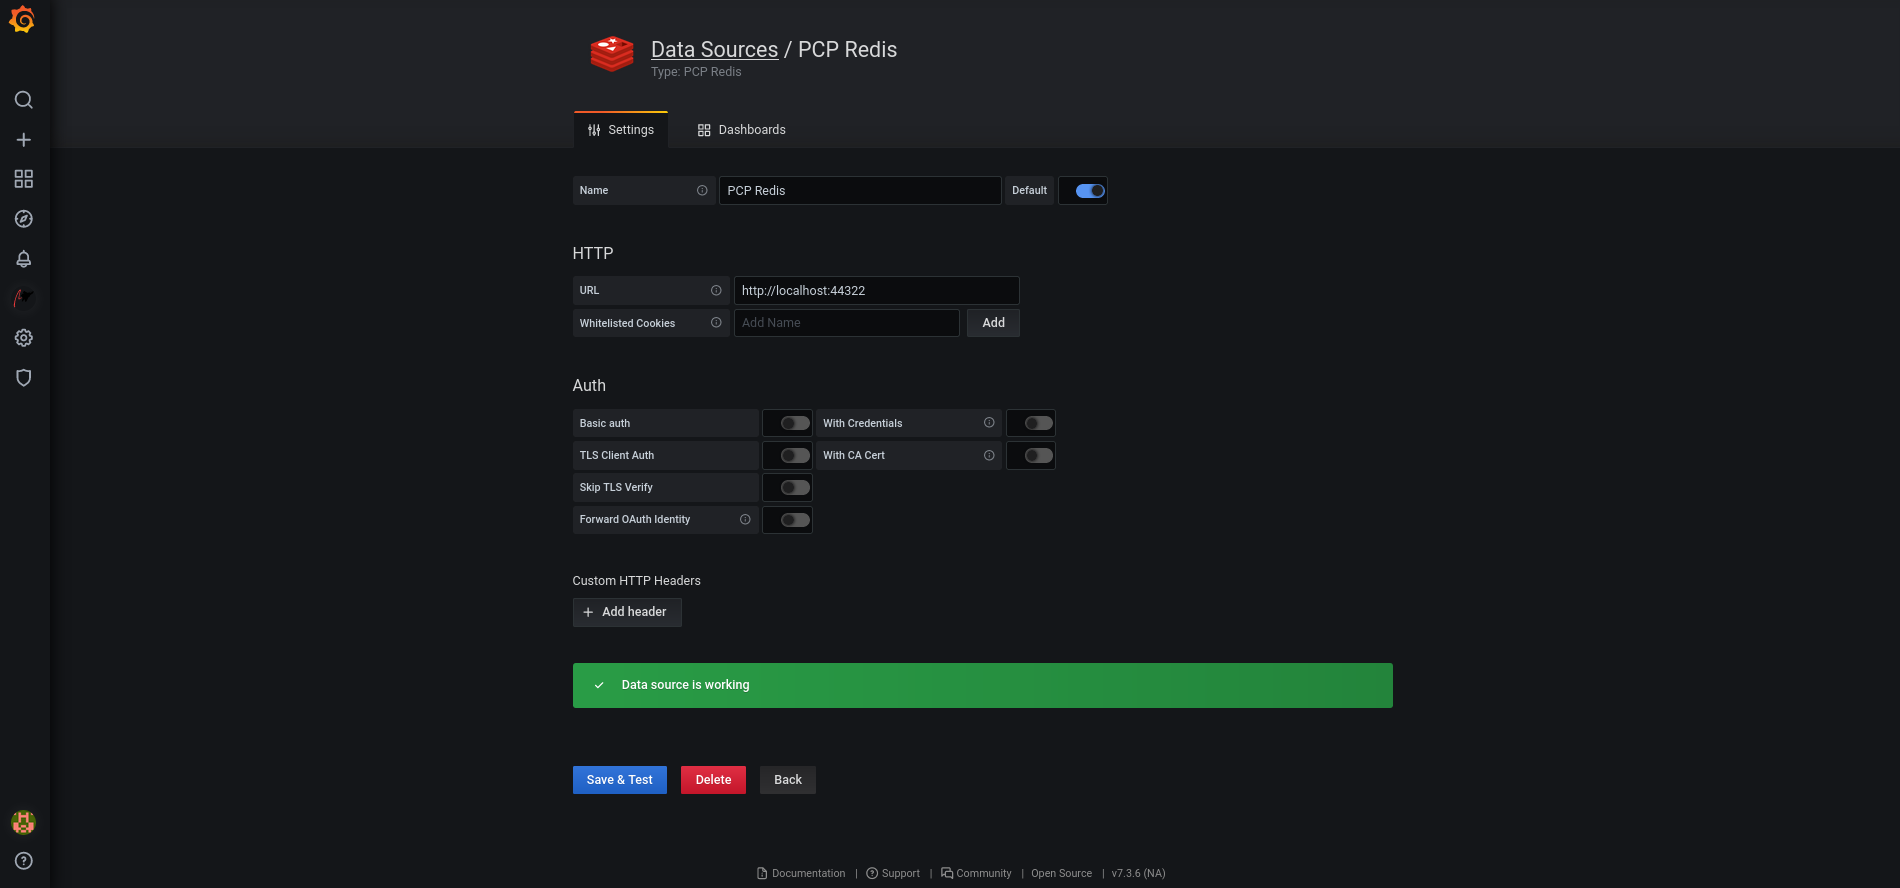 Data Sources / PCP Redis
Type: PCP Redis
Settings
Dashboards
Name
PCP Redis
Default
HTTP
URL
http://localhost:44322
Whitelisted Cookies
Add Name
Add
Auth
Basic auth
With Credentials
TLS Client Auth
With CA Cert
Skip TLS Verify
Forward OAuth Identity
Custom HTTP Headers
Add header
Data source is working
Save & Test
Delete
Back
Documentation | Support | Community | Open Source | v7.3.6 (NA)